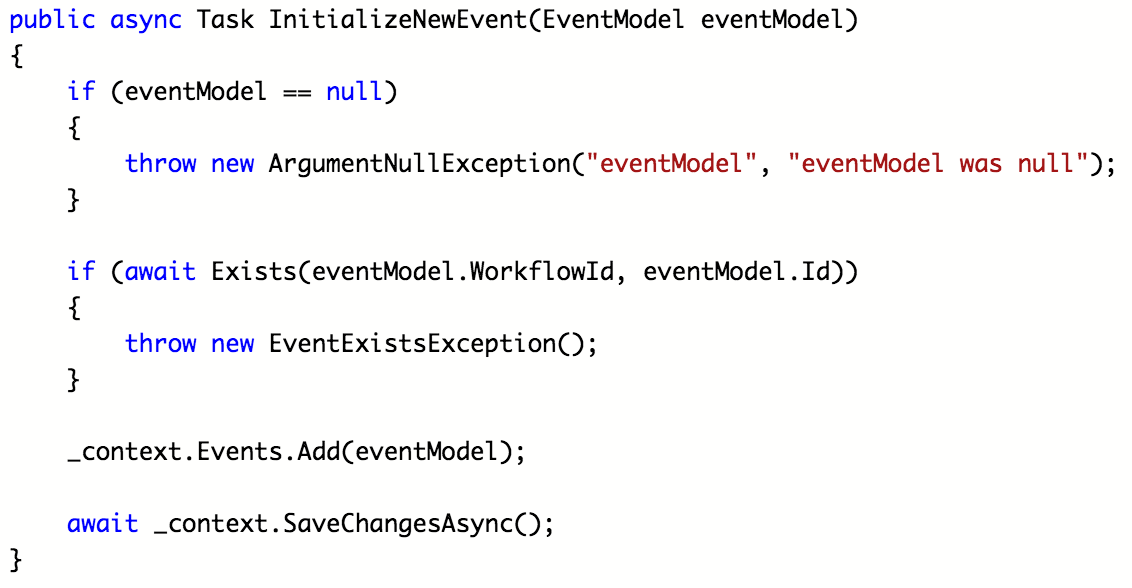 public async Task InitializeNewEvent(EventModel eventModel)
{
    if (eventModel == null)
    {
        throw new ArgumentNullException("eventModel", "eventModel was null");
    }

    if (await Exists(eventModel.WorkflowId, eventModel.Id))
    {
        throw new EventExistsException();
    }

    _context.Events.Add(eventModel);

    await _context.SaveChangesAsync();
}